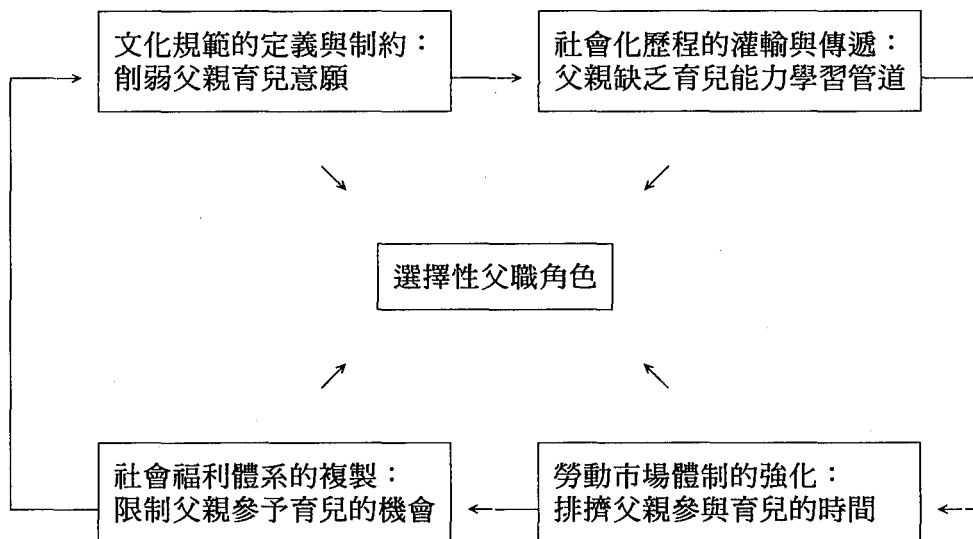 文化規範的定義與制約：
削弱父親育兒意願
社會化歷程的灌輸與傳遞：
父親缺乏育兒能力學習管道
選擇性父職角色
社會福利體系的複製：
限制父親參予育兒的機會
勞動市場體制的強化：
排擠父親參與育兒的時間